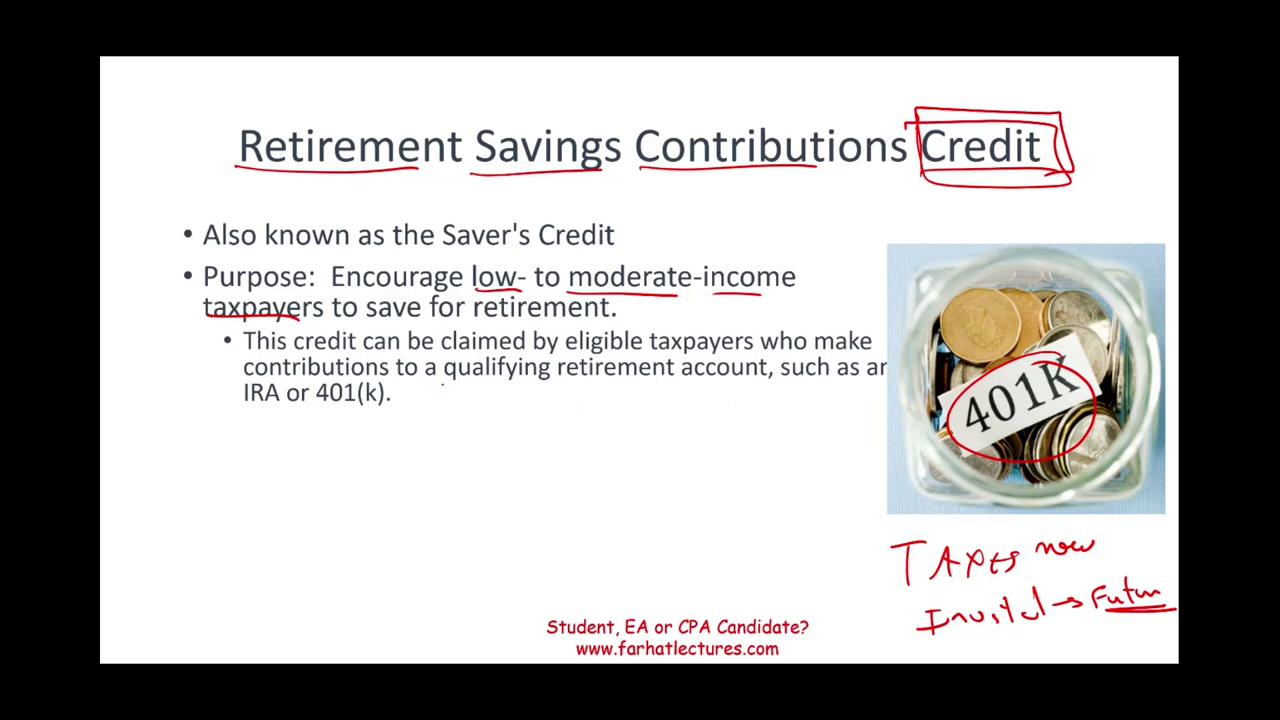 Retirement Savings Contributions Credit
• Also known as the Saver's Credit
• Purpose: Encourage low- to moderate-income
taxpayers to save for retirement.
• This credit can be claimed by eligible taxpayers who make
contributions to a qualifying retirement account, such as an
IRA or 401(k).
401K
TAXES now
Student, EA or CPA Candidate?
www.farhatlectures.com